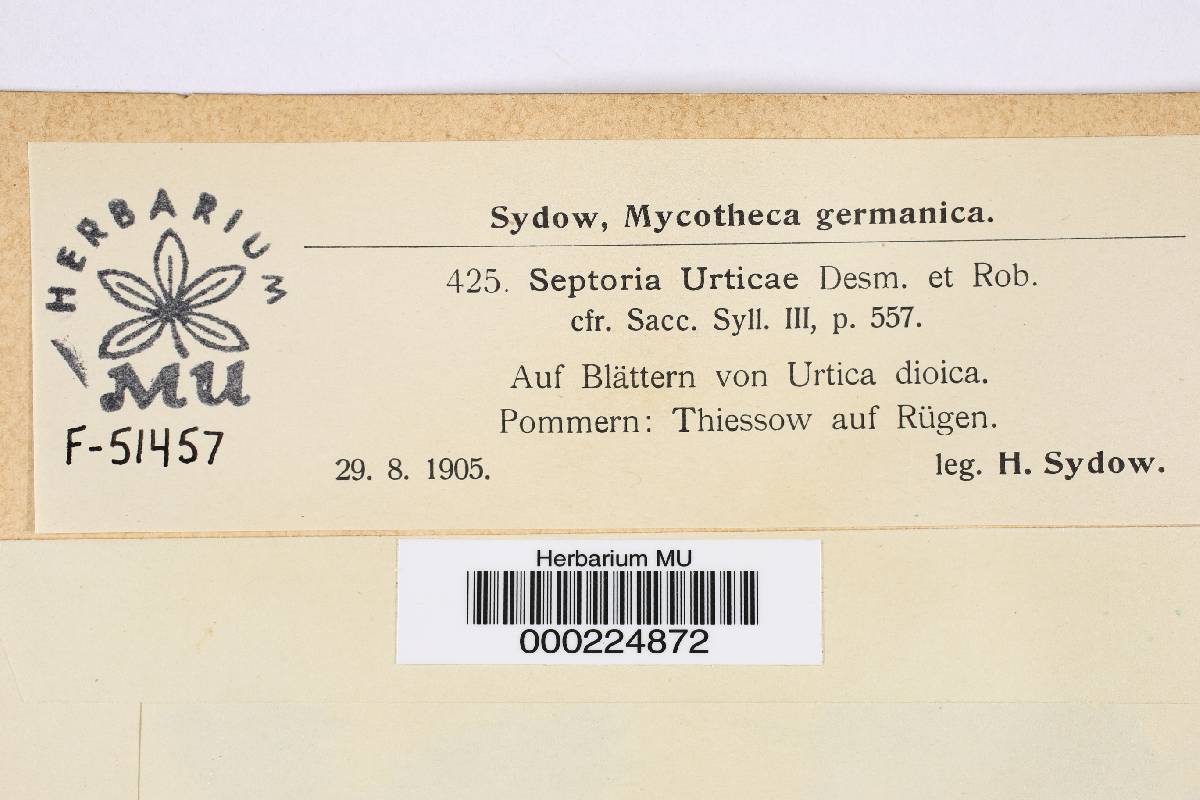 Sydow, Mycotheca germanica.
425. Septoria Urticae Desm. et Rob.
cfr. Sacc. Syll. III, p. 557.
Auf Blättern von Urtica dioica.
Pommern: Thiessow auf Rügen.
29. 8. 1905.
leg. H. Sydow.
HERBARIUM
MU
F-51457
Herbarium MU
000224872